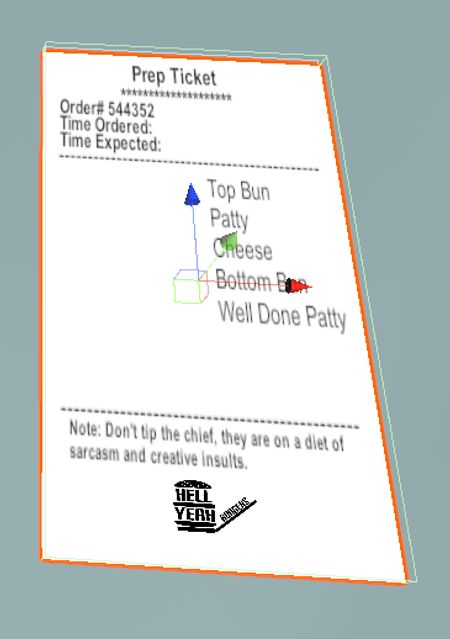 Prep Ticket
********************
Order# 544352
Time Ordered:
Time Expected:
------------------------------------------------
Top Bun
Patty
Cheese
Bottom Bun
Well Done Patty
------------------------------------------------
Note: Don't tip the chief, they are on a diet of
sarcasm and creative insults.
HELL
YEAH
BURGERS